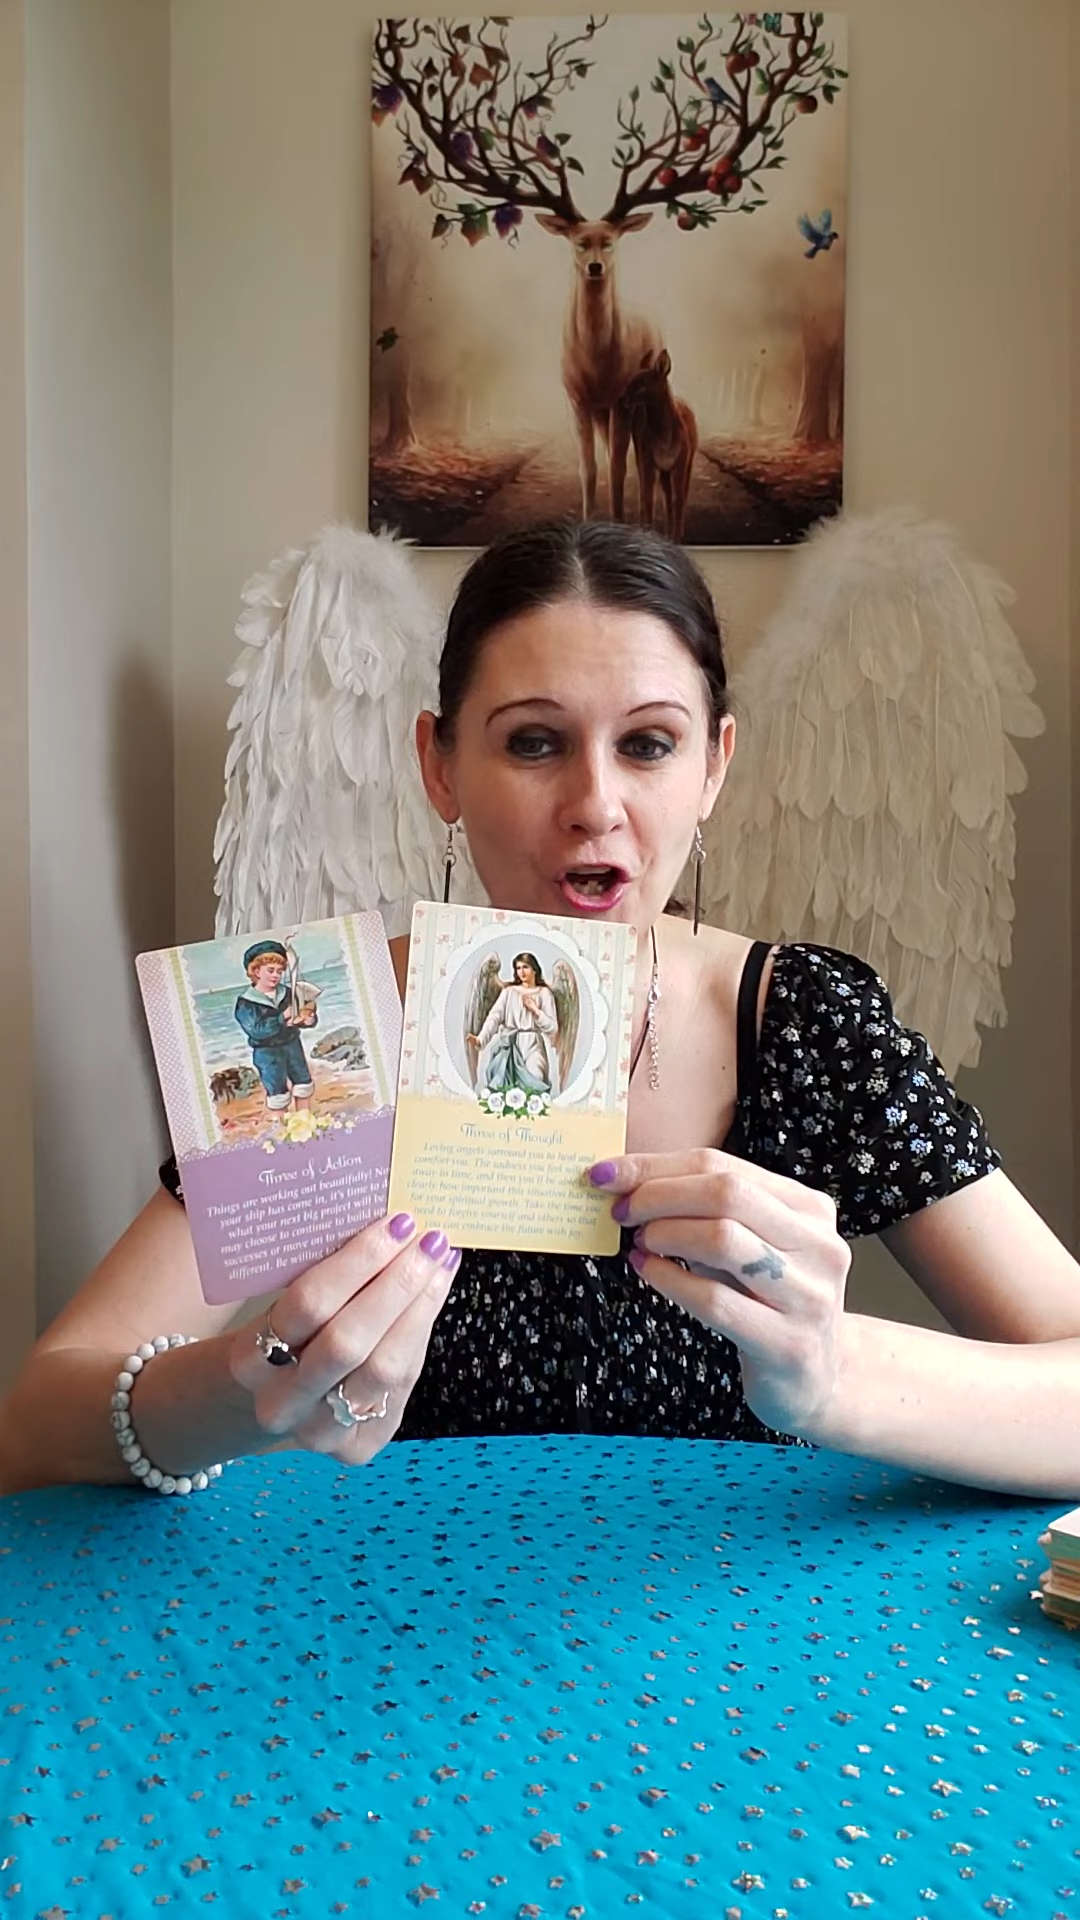 Three of Action
Things are working out beautifully! Now
your ship has come in, it's time to
what your next big project will be
may choose to continue to build up
successes or move on to
different. Be willing
Three of Thought
Loving angels surround you to heal and
comfort you. The sadness you feel will
away in time, and then you'll be able to
clearly how important this situation has been
for your spiritual growth. Take the time you
need to forgive yourself and others so that
you can embrace the future with joy.